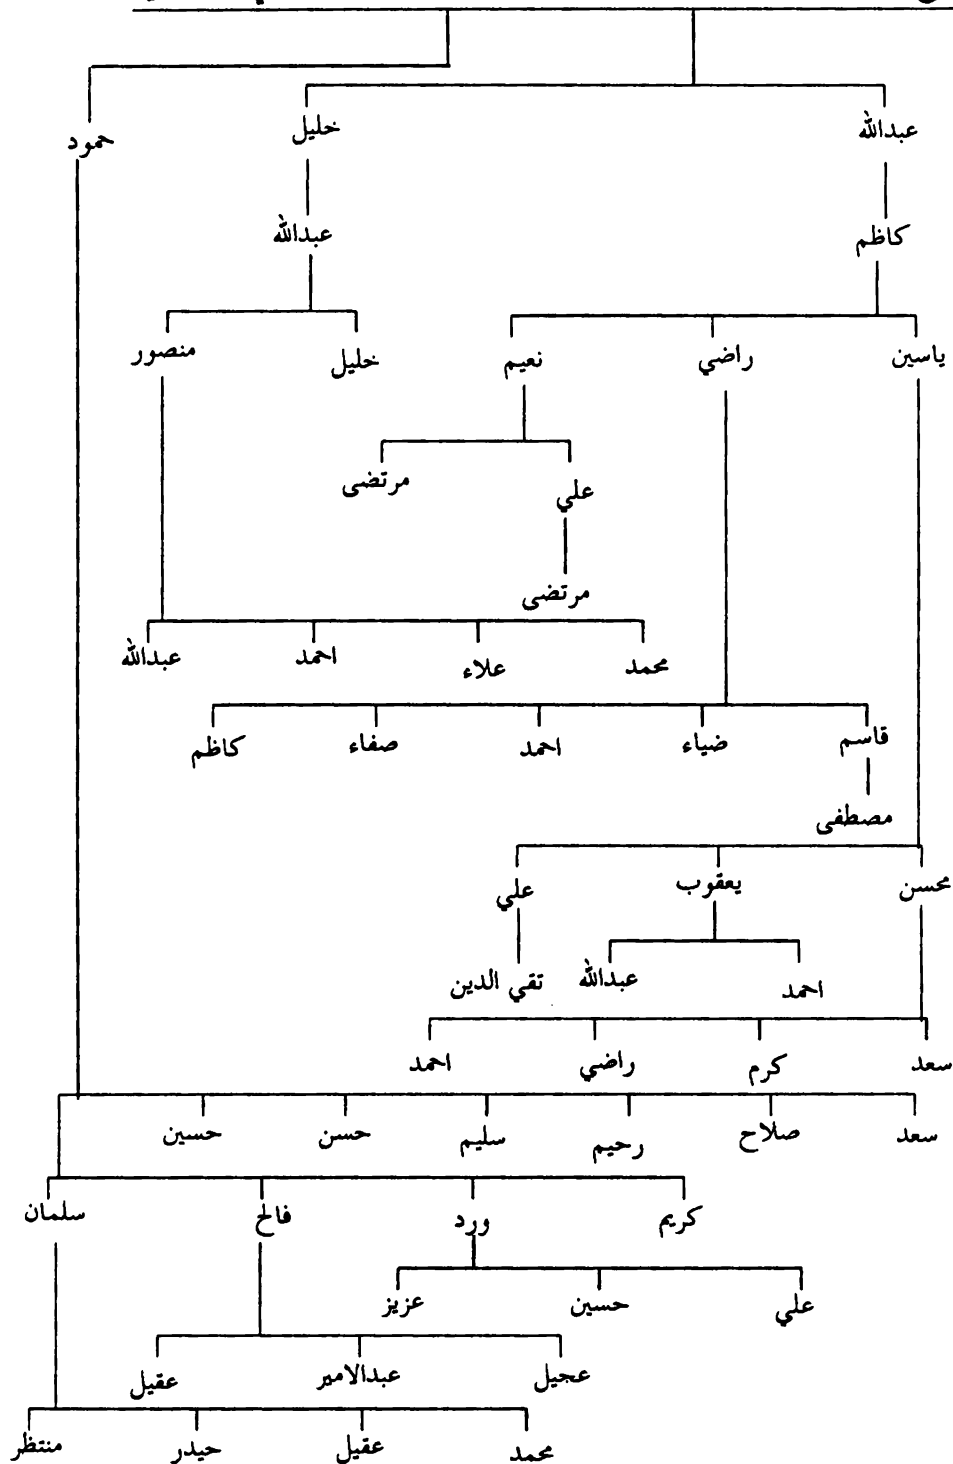 عبدالله خليل حمود
كاظم عبدالله
ياسين راضي نعيم خليل منصور
علي مرتضى
مرتضى
محمد علاء احمد عبدالله
قاسم ضياء احمد صفاء كاظم
مصطفى
محسن يعقوب علي
احمد عبدالله تقي الدين
سعد كرم راضي احمد
سعد صلاح رحيم سليم حسن حسين
كريم ورد فالح سلمان
علي حسين عزيز
عجيل عبدالامير عقيل
محمد عقيل حيدر منتظر